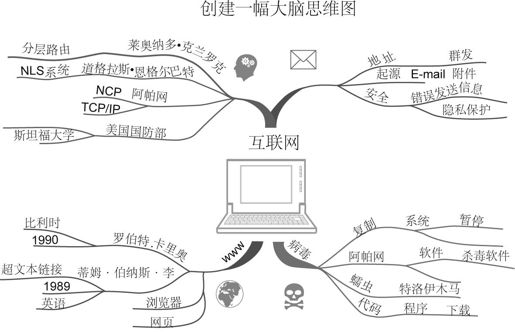 创建一幅大脑思维图
分层路由
莱奥纳多•克兰罗克
NLS系统
道格拉斯•恩格尔巴特
NCP
TCP/IP
阿帕网
斯坦福大学
美国国防部
地址
群发
起源
E-mail
附件
安全
错误发送信息
隐私保护
互联网
比利时
1990
罗伯特.卡里奥
超文本链接
1989
英语
蒂姆·伯纳斯·李
浏览器
网页
WWW
病毒
复制
系统
暂停
阿帕网
软件
杀毒软件
蠕虫
特洛伊木马
代码
程序
下载